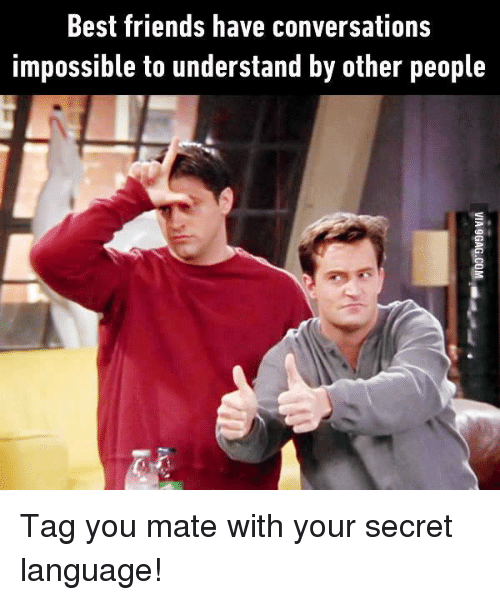 Best friends have conversations
impossible to understand by other people
VIA 9GAG.COM
Tag you mate with your secret
language!